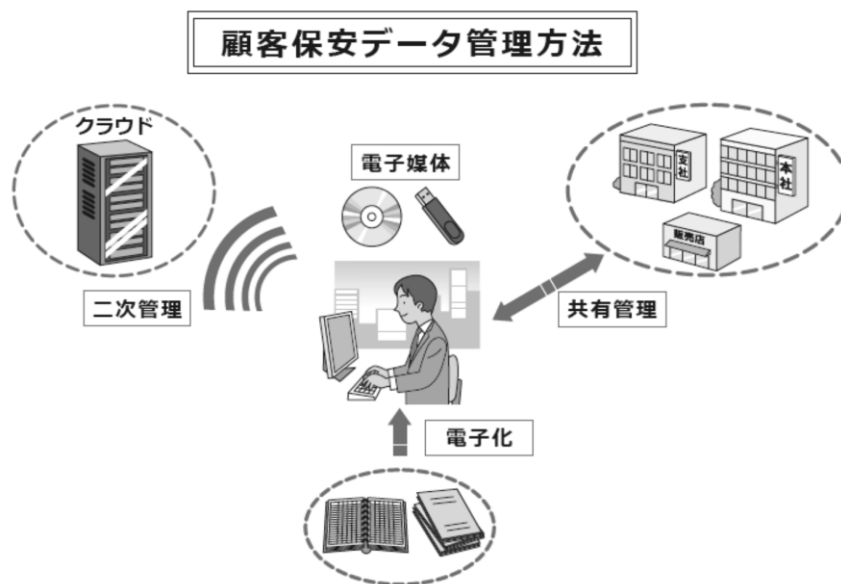 顧客保安データ管理方法
クラウド
電子媒体
支社
本社
販売店
二次管理
共有管理
電子化